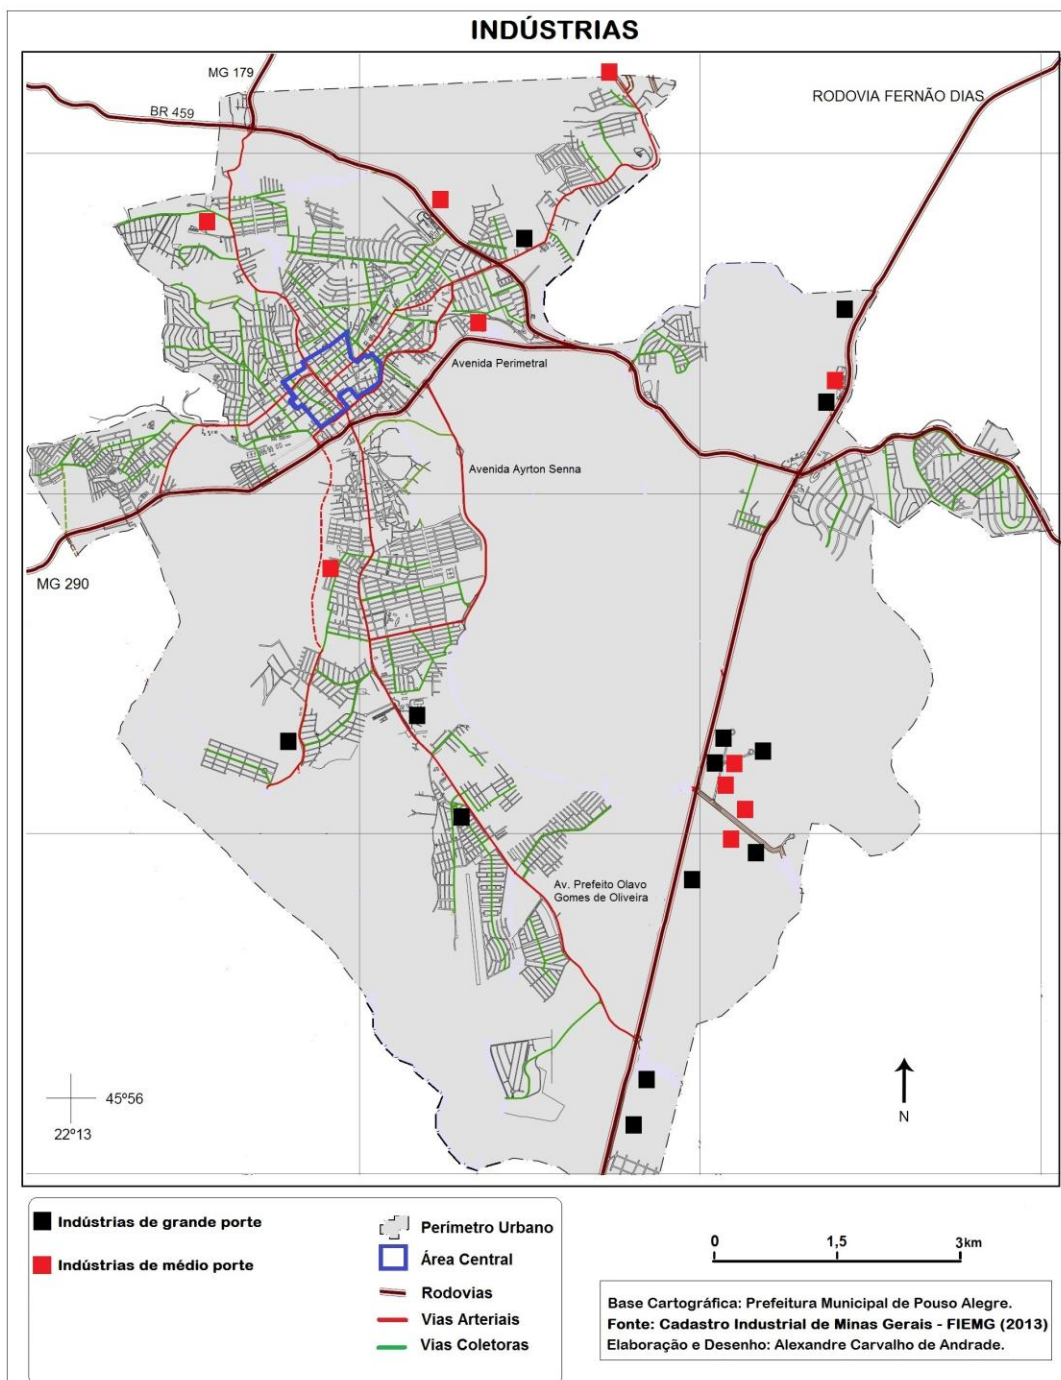 INDÚSTRIAS
MG 179
BR 459
RODOVIA FERNÃO DIAS
Avenida Perimetral
Avenida Ayrton Senna
MG 290
Av. Prefeito Olavo
Gomes de Oliveira
45º56
22º13
N
Indústrias de grande porte
Indústrias de médio porte
Perímetro Urbano
Área Central
Rodovias
Vias Arteriais
Vias Coletoras
0 1,5 3km
Base Cartográfica: Prefeitura Municipal de Pouso Alegre.
Fonte: Cadastro Industrial de Minas Gerais - FIEMG (2013)
Elaboração e Desenho: Alexandre Carvalho de Andrade.